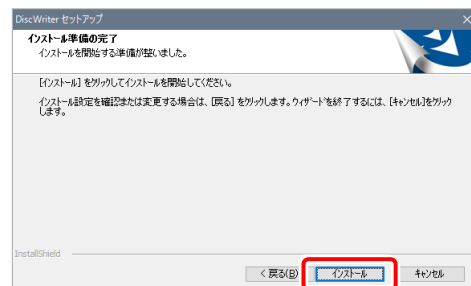 DiscWriter セットアップ
インストール準備の完了
インストールを開始する準備が整いました。
[インストール] をクリックしてインストールを開始してください。
インストール設定を確認または変更する場合は、[戻る] をクリックします。ウィザードを終了するには、[キャンセル]をクリック
します。
InstallShield
< 戻る(B)
インストール
キャンセル